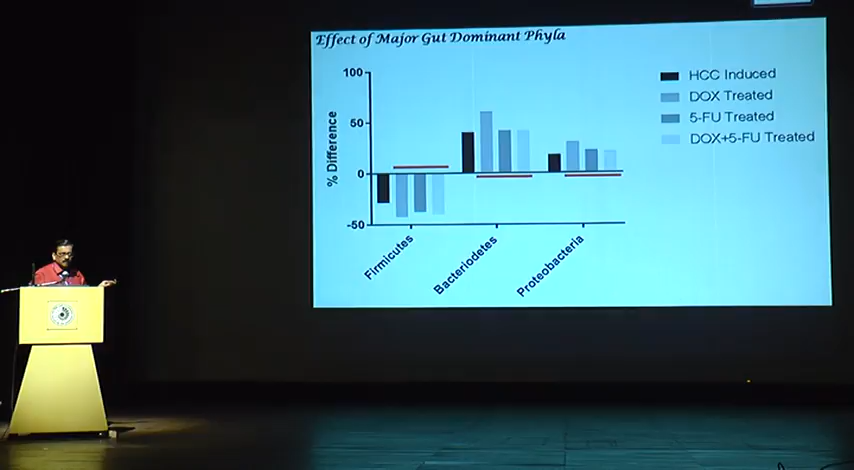 Effect of Major Gut Dominant Phyla
% Difference
100
50
0
-50
Firmicutes
Bacteriodetes
Proteobacteria
HCC Induced
DOX Treated
5-FU Treated
DOX+5-FU Treated